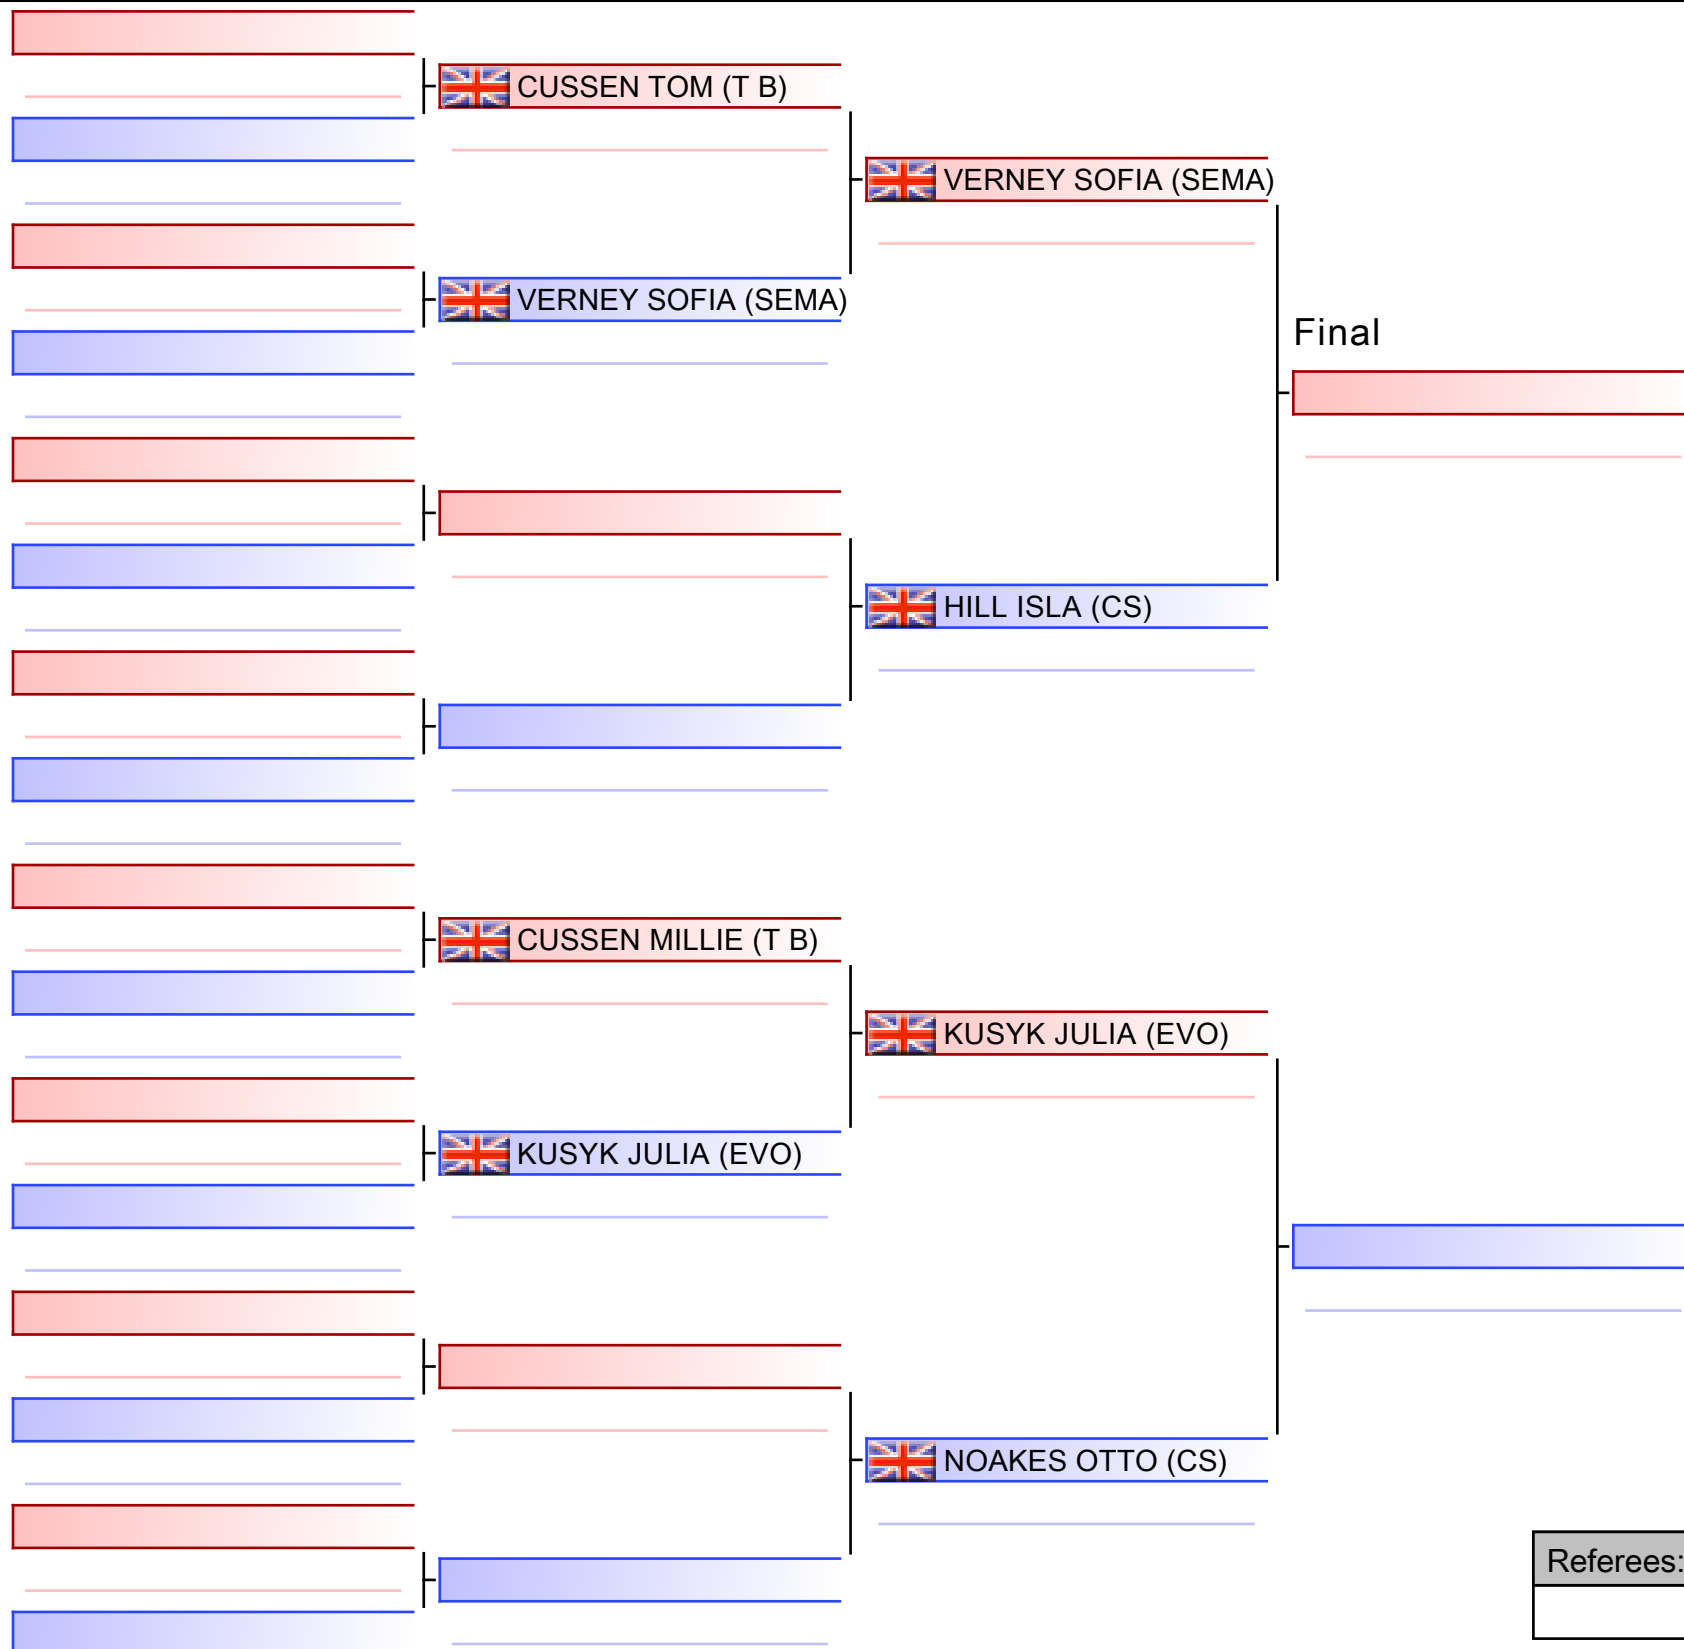 CUSSEN TOM (T B)
VERNEY SOFIA (SEMA)
VERNEY SOFIA (SEMA)
Final
HILL ISLA (CS)
CUSSEN MILLIE (T B)
KUSYK JULIA (EVO)
KUSYK JULIA (EVO)
NOAKES OTTO (CS)
Referees: